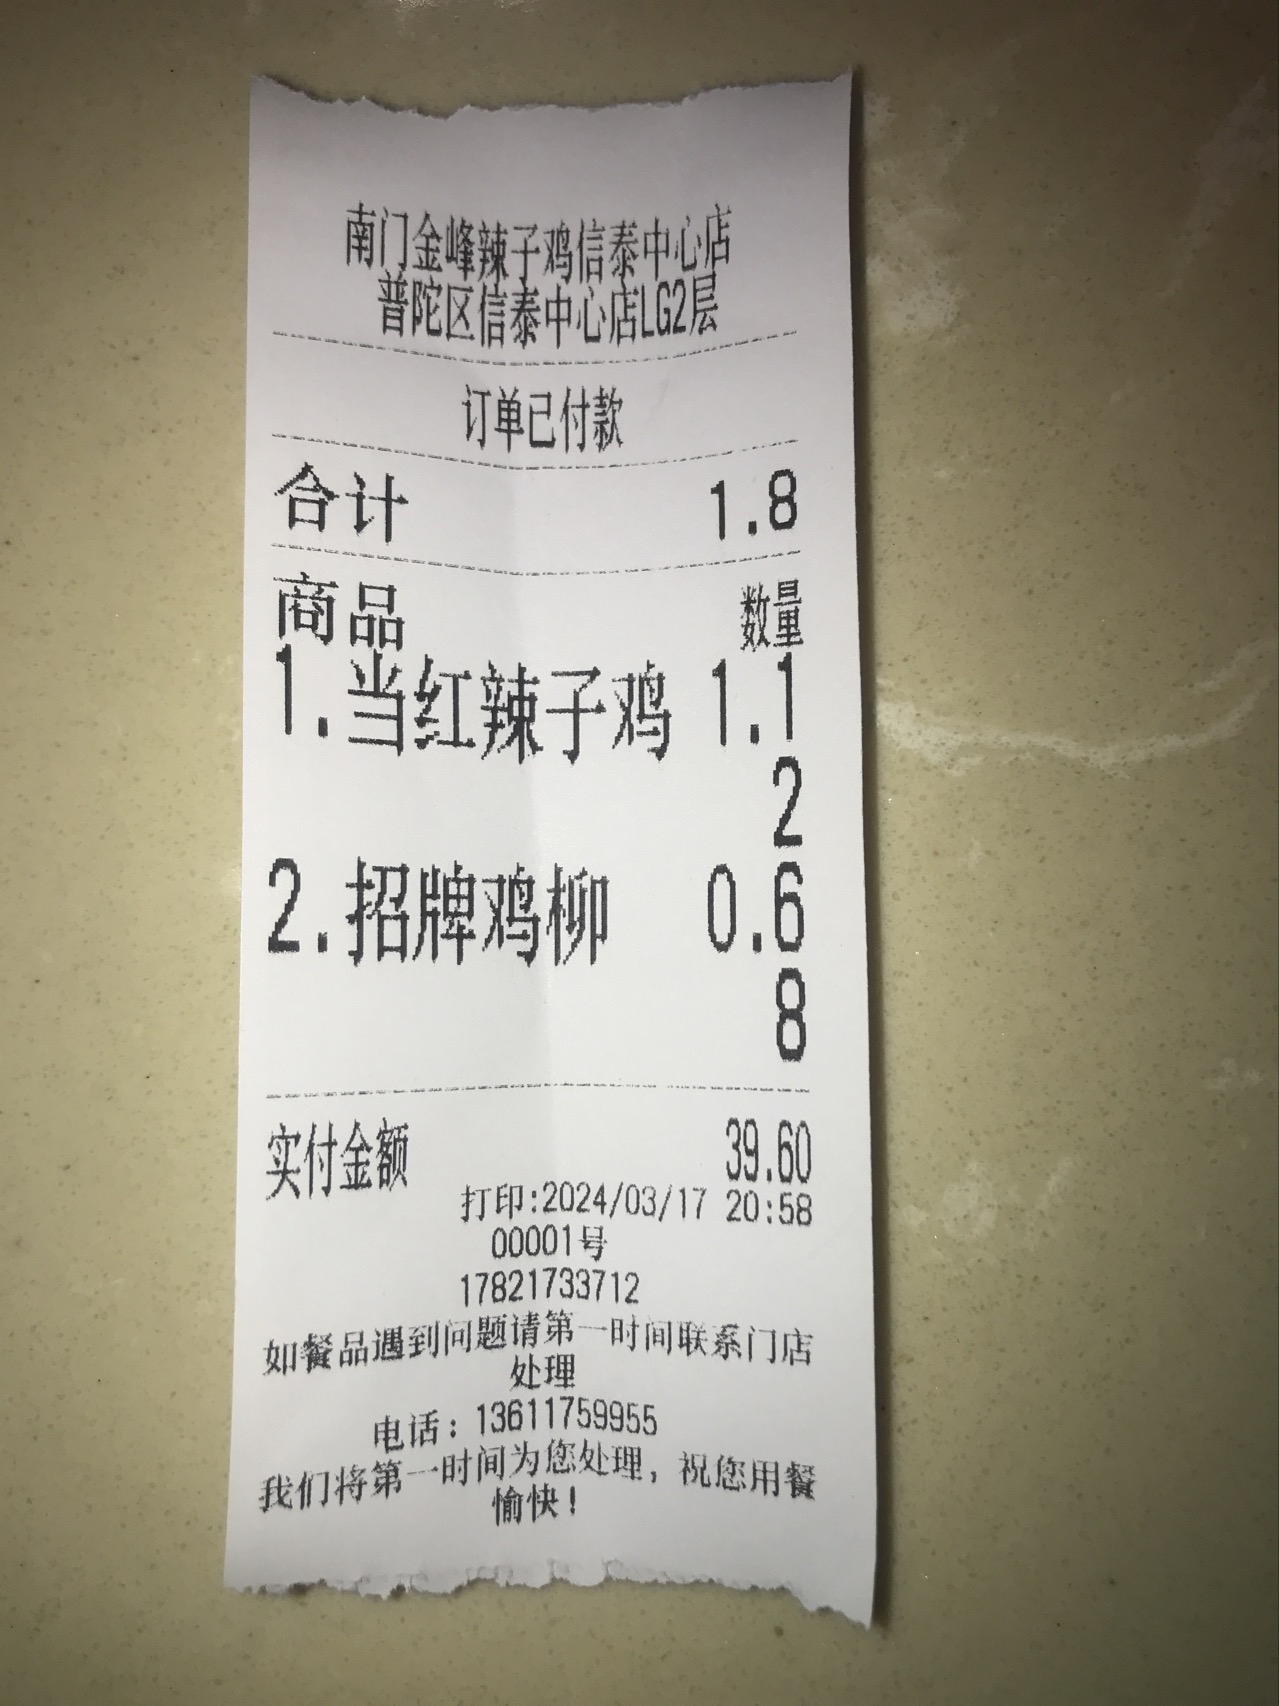 南门金峰辣子鸡信泰中心店
普陀区信泰中心店LG2层
订单已付款
合计 1.8
商品 数量
1.当红辣子鸡 1.1
2
2.招牌鸡柳 0.6
8
实付金额 39.60
打印:2024/03/17 20:58
00001号
17821733712
如餐品遇到问题请第一时间联系门店
处理
电话：13611759955
我们将第一时间为您处理，祝您用餐
愉快！